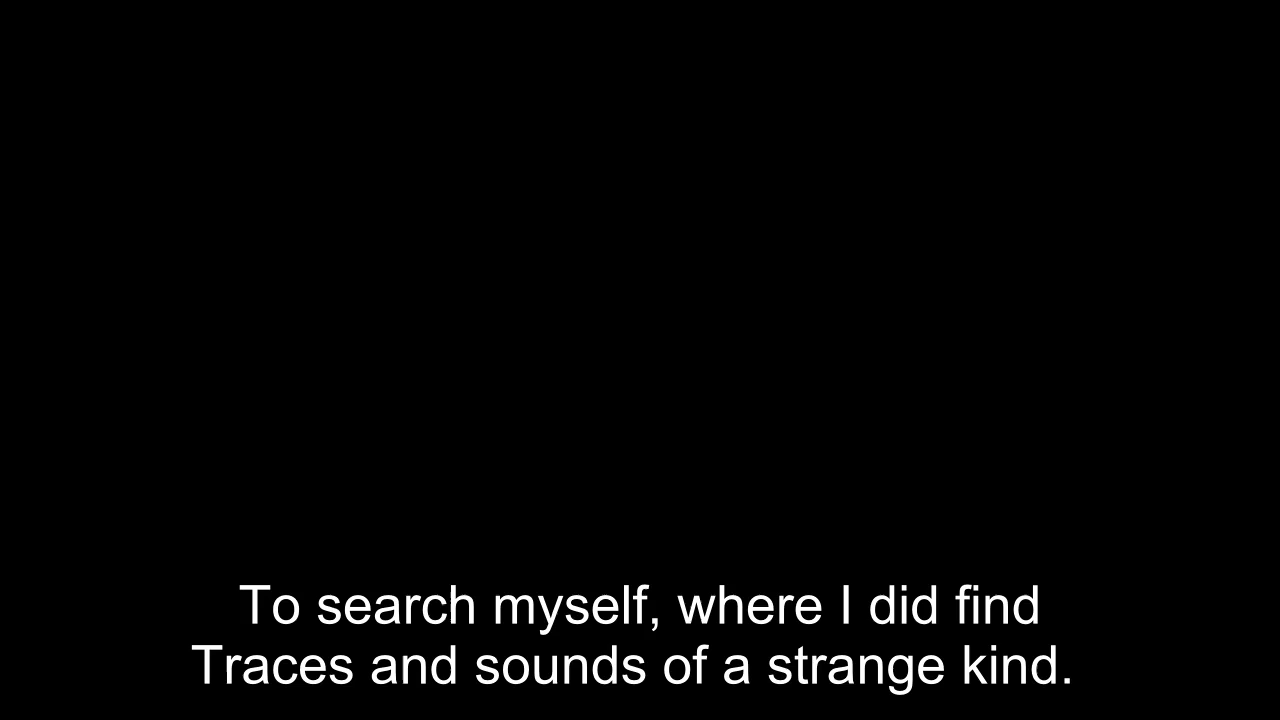 To search myself, where I did find
Traces and sounds of a strange kind.